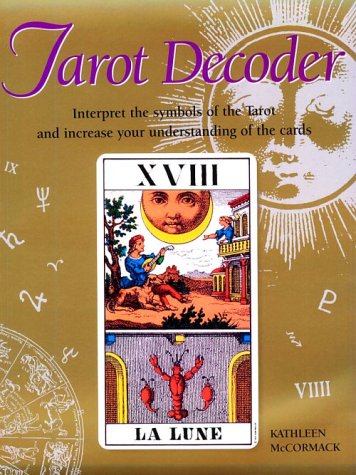 Tarot Decoder
Interpret the symbols of the Tarot
and increase your understanding of the cards
XVIII
IX
VIIII
LA LUNE
KATHLEEN
McCORMACK